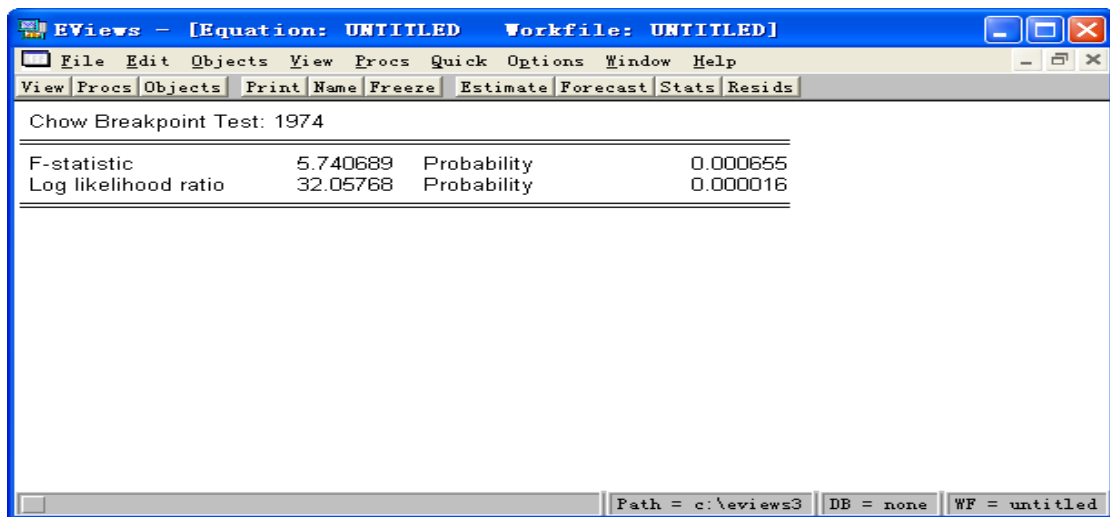 EViews - [Equation: UNTITLED Workfile: UNTITLED]
File Edit Objects View Procs Quick Options Window Help
View Procs Objects Print Name Freeze Estimate Forecast Stats Resids
Chow Breakpoint Test: 1974
F-statistic 5.740689 Probability 0.000655
Log likelihood ratio 32.05768 Probability 0.000016
Path = c:\eviews3 DB = none WF = untitled